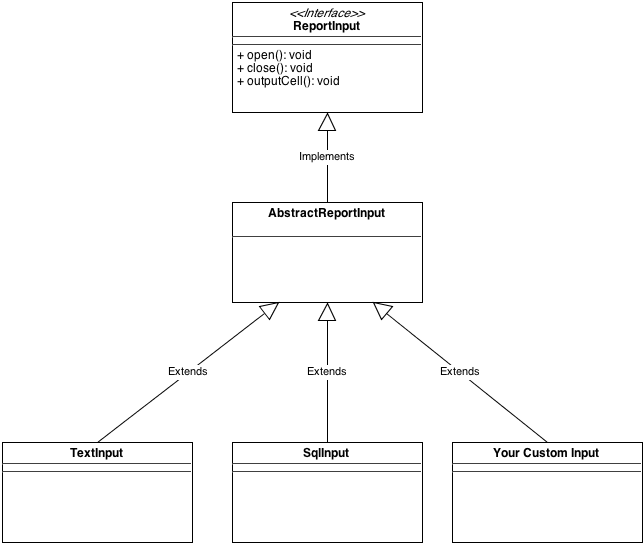 <<Interface>>
ReportInput
+ open(): void
+ close(): void
+ outputCell(): void
Implements
AbstractReportInput
Extends
Extends
Extends
TextInput
SqlInput
Your Custom Input